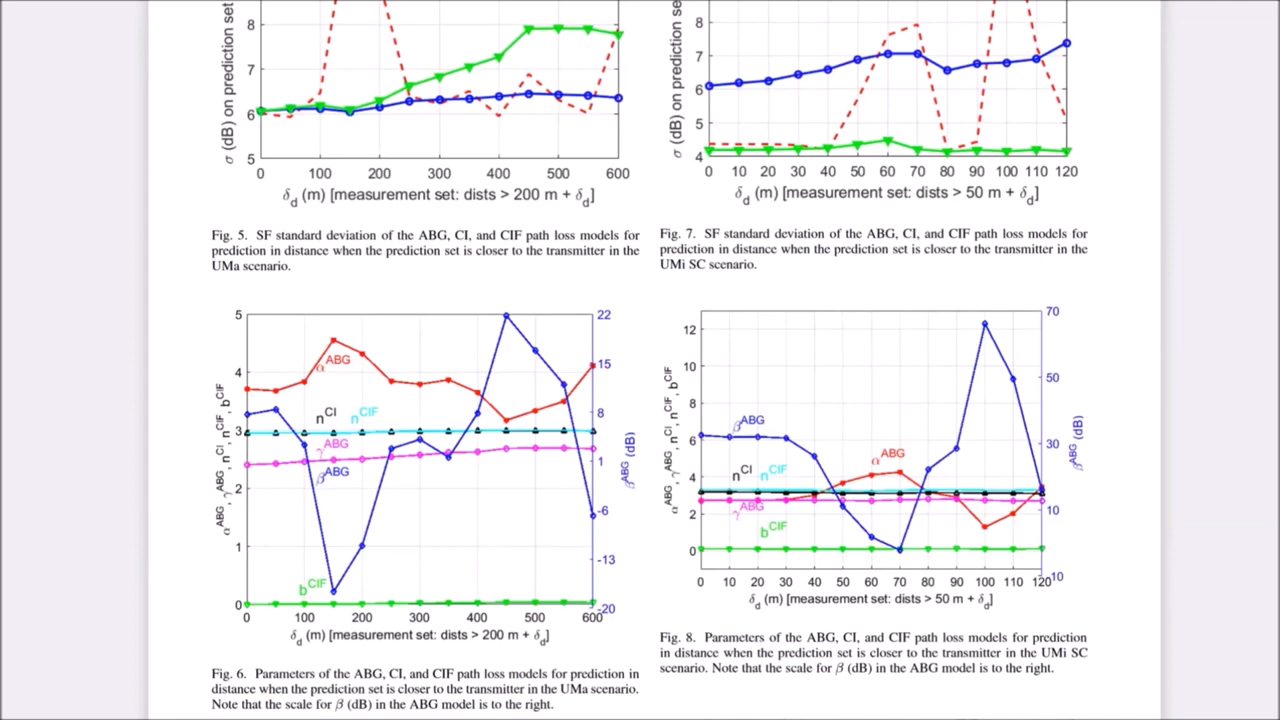 σ (dB) on prediction set
8
7
6
5
0 100 200 300 400 500 600
δd (m) [measurement set: dists > 200 m + δd]
Fig. 5. SF standard deviation of the ABG, CI, and CIF path loss models for
prediction in distance when the prediction set is closer to the transmitter in the
UMa scenario.
σ (dB) on prediction se
8
7
6
5
4
0 10 20 30 40 50 60 70 80 90 100 110 120
δd (m) [measurement set: dists > 50 m + δd]
Fig. 7. SF standard deviation of the ABG, CI, and CIF path loss models for
prediction in distance when the prediction set is closer to the transmitter in the
UMi SC scenario.
αABG, γABG, nCI, nCIF, bCIF
5
4
3
2
1
0
αABG
nCI nCIF
γABG
βABG
bCIF
22
15
8
1
-6
-13
-20
βABG (dB)
0 100 200 300 400 500 600
δd (m) [measurement set: dists > 200 m + δd]
Fig. 6. Parameters of the ABG, CI, and CIF path loss models for prediction in
distance when the prediction set is closer to the transmitter in the UMa scenario.
Note that the scale for β (dB) in the ABG model is to the right.
αABG, γABG, nCI, nCIF, bCIF
12
10
8
6
4
2
0
βABG
αABG
nCI nCIF
γABG
bCIF
70
50
30
10
-10
βABG (dB)
0 10 20 30 40 50 60 70 80 90 100 110 120
δd (m) [measurement set: dists > 50 m + δd]
Fig. 8. Parameters of the ABG, CI, and CIF path loss models for prediction
in distance when the prediction set is closer to the transmitter in the UMi SC
scenario. Note that the scale for β (dB) in the ABG model is to the right.